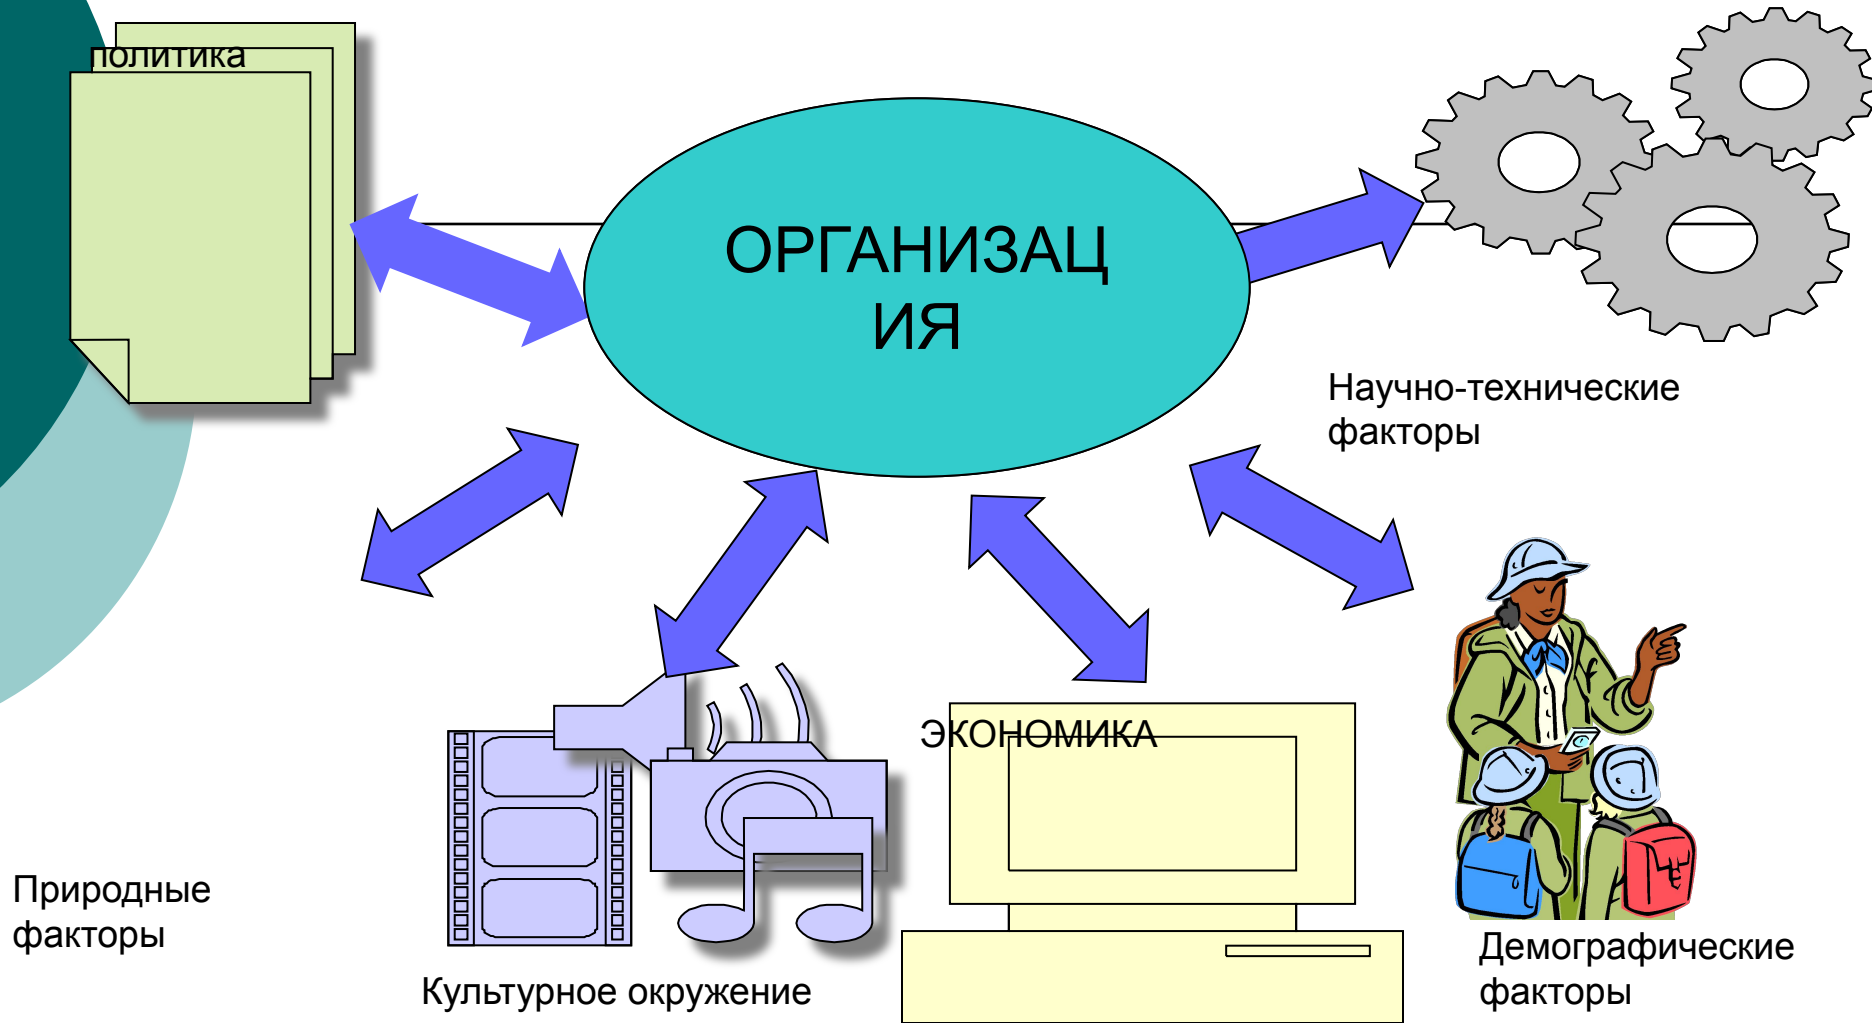 политика
ОРГАНИЗАЦ
ИЯ
Научно-технические
факторы
ЭКОНОМИКА
Природные
факторы
Культурное окружение
Демографические
факторы